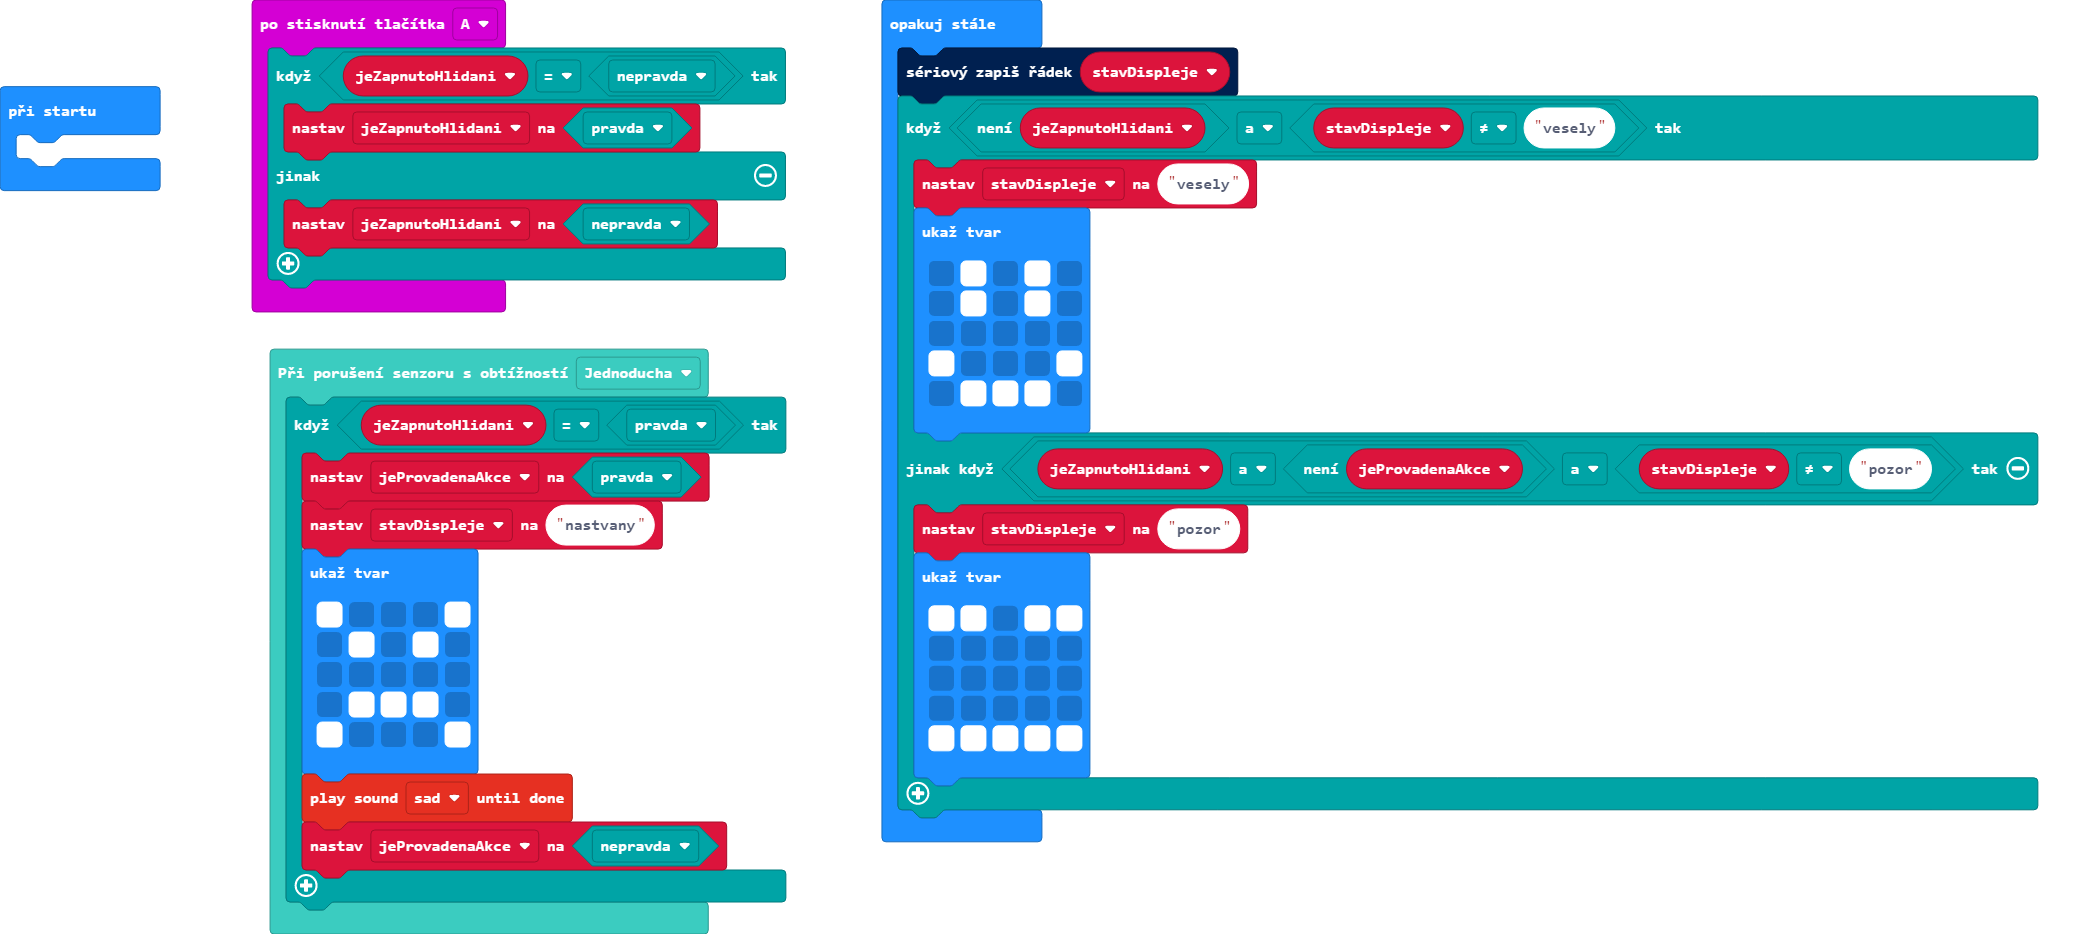 při startu
po stisknutí tlačítka A
když jeZapnutoHlidani = nepravda tak
nastav jeZapnutoHlidani na pravda
jinak
nastav jeZapnutoHlidani na nepravda
Při porušení senzoru s obtížností Jednoducha
když jeZapnutoHlidani = pravda tak
nastav jeProvadenaAkce na pravda
nastav stavDispleje na "nastvany"
ukaž tvar
play sound sad until done
nastav jeProvadenaAkce na nepravda
opakuj stále
sériový zapiš řádek stavDispleje
když není jeZapnutoHlidani a stavDispleje ≠ "vesely" tak
nastav stavDispleje na "vesely"
ukaž tvar
jinak když jeZapnutoHlidani a není jeProvadenaAkce a stavDispleje ≠ "pozor" tak
nastav stavDispleje na "pozor"
ukaž tvar